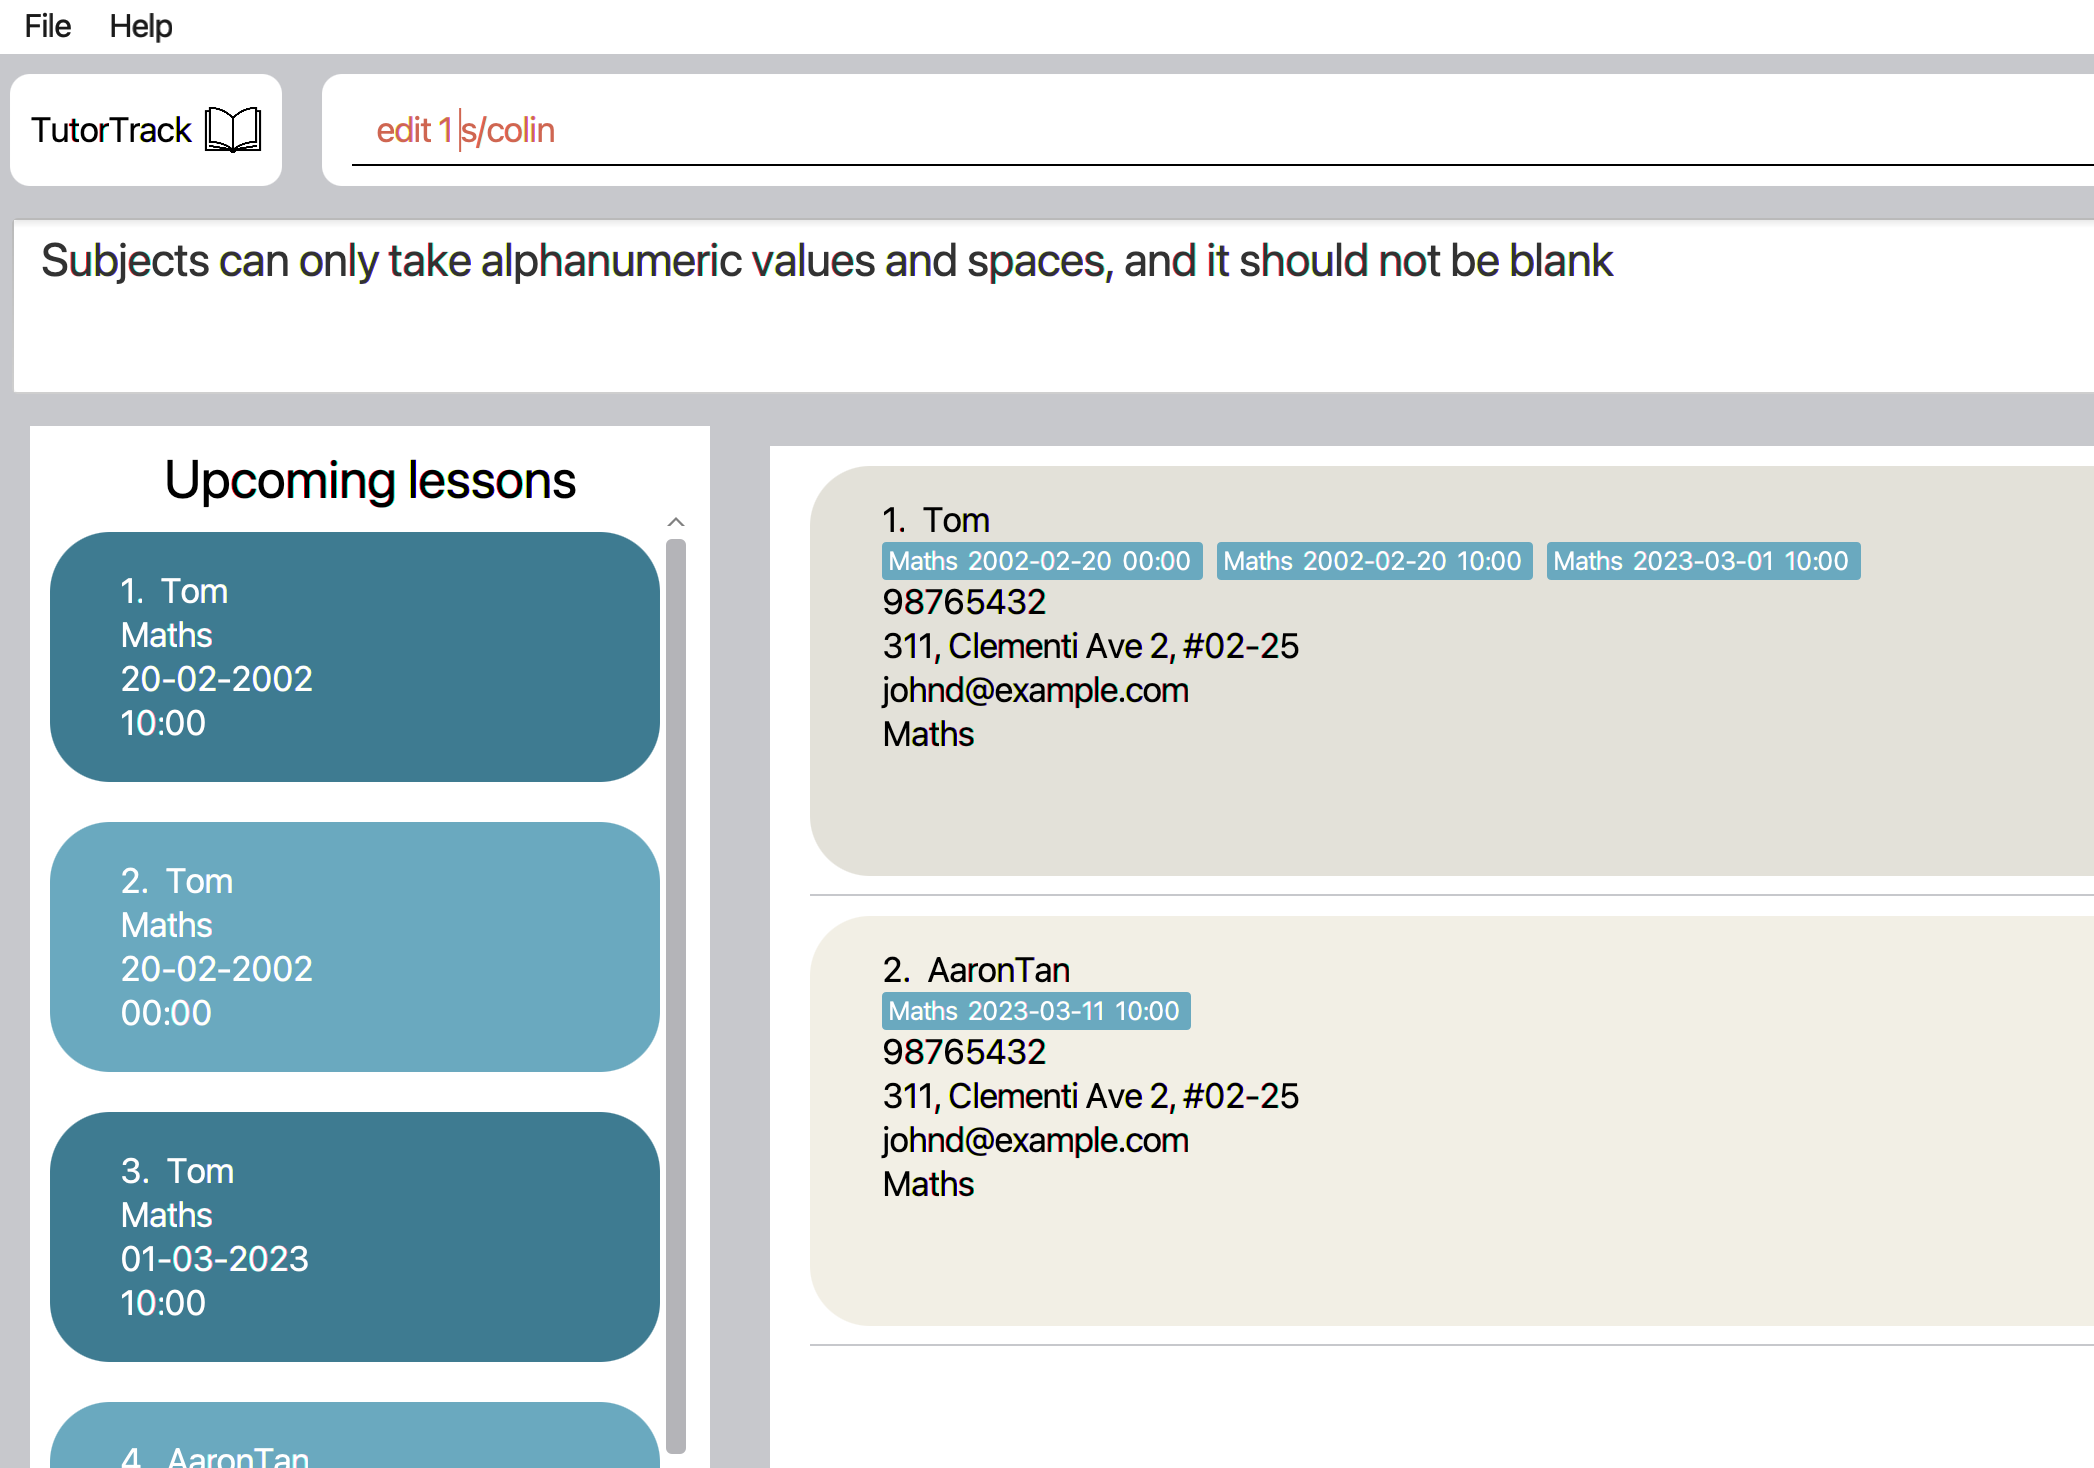 File Help
TutorTrack
edit 1 s/colin
Subjects can only take alphanumeric values and spaces, and it should not be blank
Upcoming lessons
1. Tom
Maths
20-02-2002
10:00
2. Tom
Maths
20-02-2002
00:00
3. Tom
Maths
01-03-2023
10:00
4. AaronTan
1. Tom
Maths 2002-02-20 00:00 Maths 2002-02-20 10:00 Maths 2023-03-01 10:00
98765432
311, Clementi Ave 2, #02-25
johnd@example.com
Maths
2. AaronTan
Maths 2023-03-11 10:00
98765432
311, Clementi Ave 2, #02-25
johnd@example.com
Maths